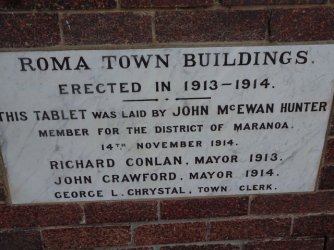 ROMA TOWN BUILDINGS.
ERECTED IN 1913-1914.
THIS TABLET WAS LAID BY JOHN McEWAN HUNTER
MEMBER FOR THE DISTRICT OF MARANOA.
14TH NOVEMBER 1914.
RICHARD CONLAN, MAYOR 1913.
JOHN CRAWFORD, MAYOR 1914.
GEORGE L. CHRYSTAL, TOWN CLERK.